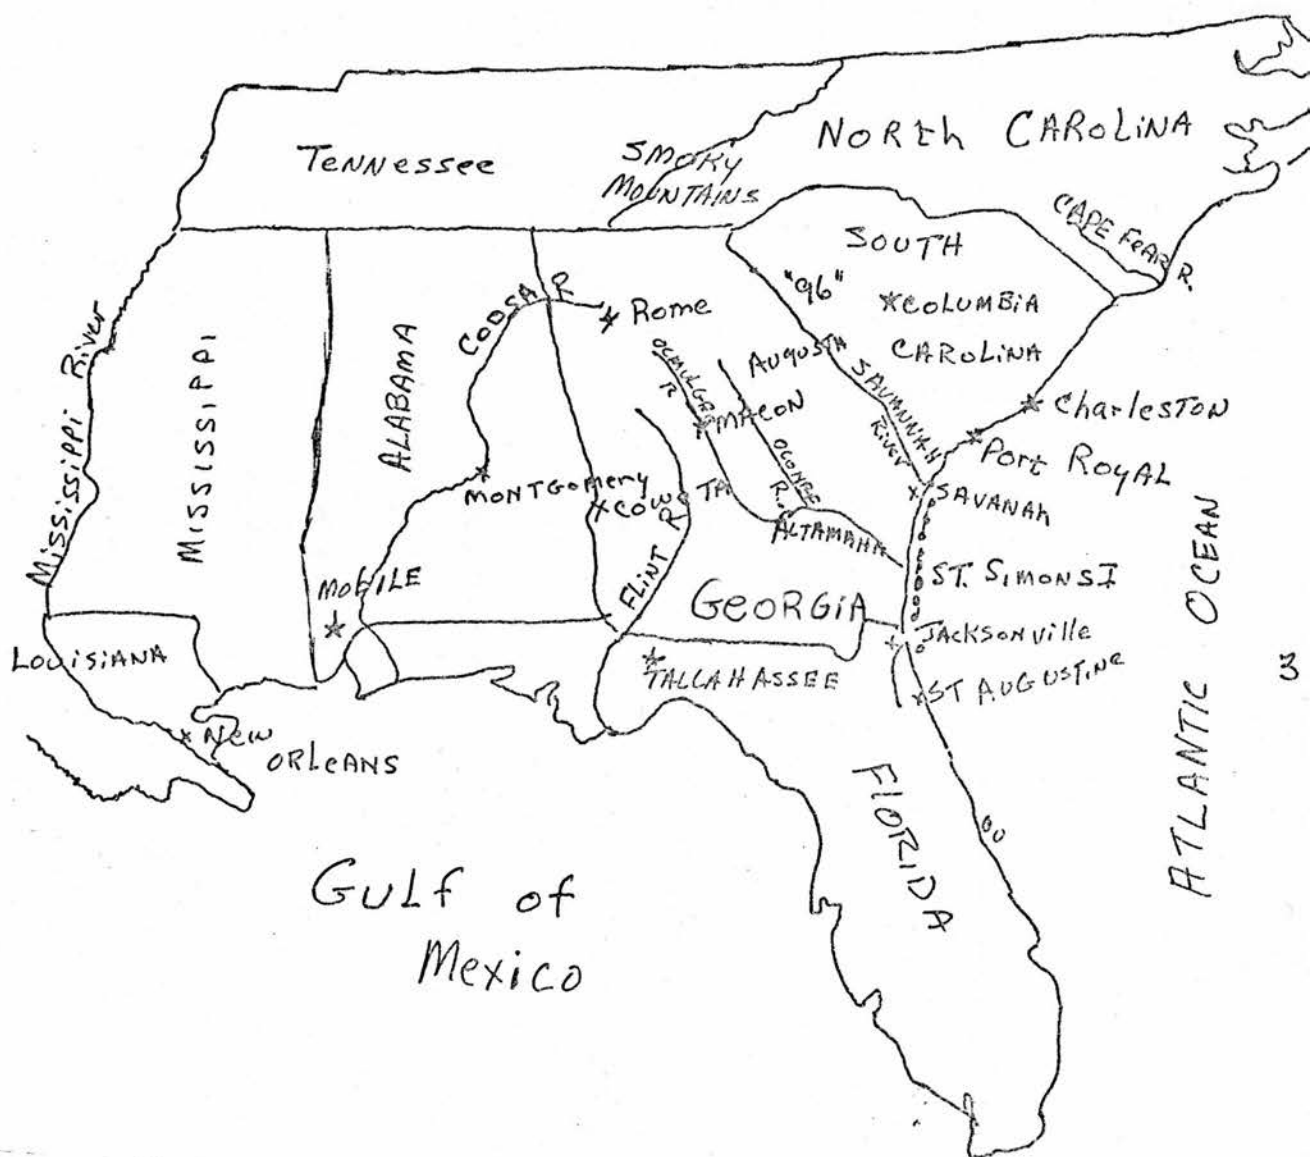 NORth CAROLINA
TeNNessee
SMOKY
MOUNTAINS
CAPE FeAR R.
SOUTH
"96"
COLUMBIA
CAROLINA
COOSA R
Rome
Mississippi River
MISSISSIPPI
ALABAMA
AUGUSTA
SAVANNAH
River
R
MACON
OCONEE
R.
CharlesTON
Port ROYAL
MONTGOMery
COW
TA
SAVANAh
ALTAMAHA
FLINT R
ST. SIMONS I
MOBILE
GeORGIA
JACKSONville
LOUISIANA
TALLAHASSEE
ST AUGUSTINe
ATLANTIC OCEAN
3
New
ORLeANS
FLORIDA
GULf of
Mexico